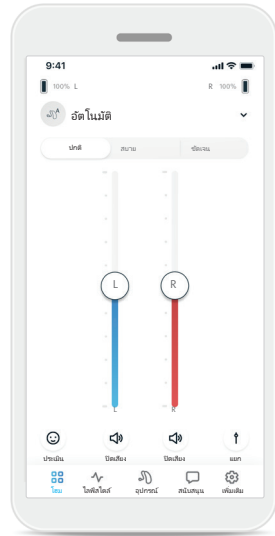 9:41
100% L R 100%
อัตโนมัติ
ปกติ สบาย ชัดเจน
L R
L R
ประเมิน ปิดเสียง ปิดเสียง แยก
โฮม ไลฟ์สไตล์ อุปกรณ์ สนับสนุน เพิ่มเติม